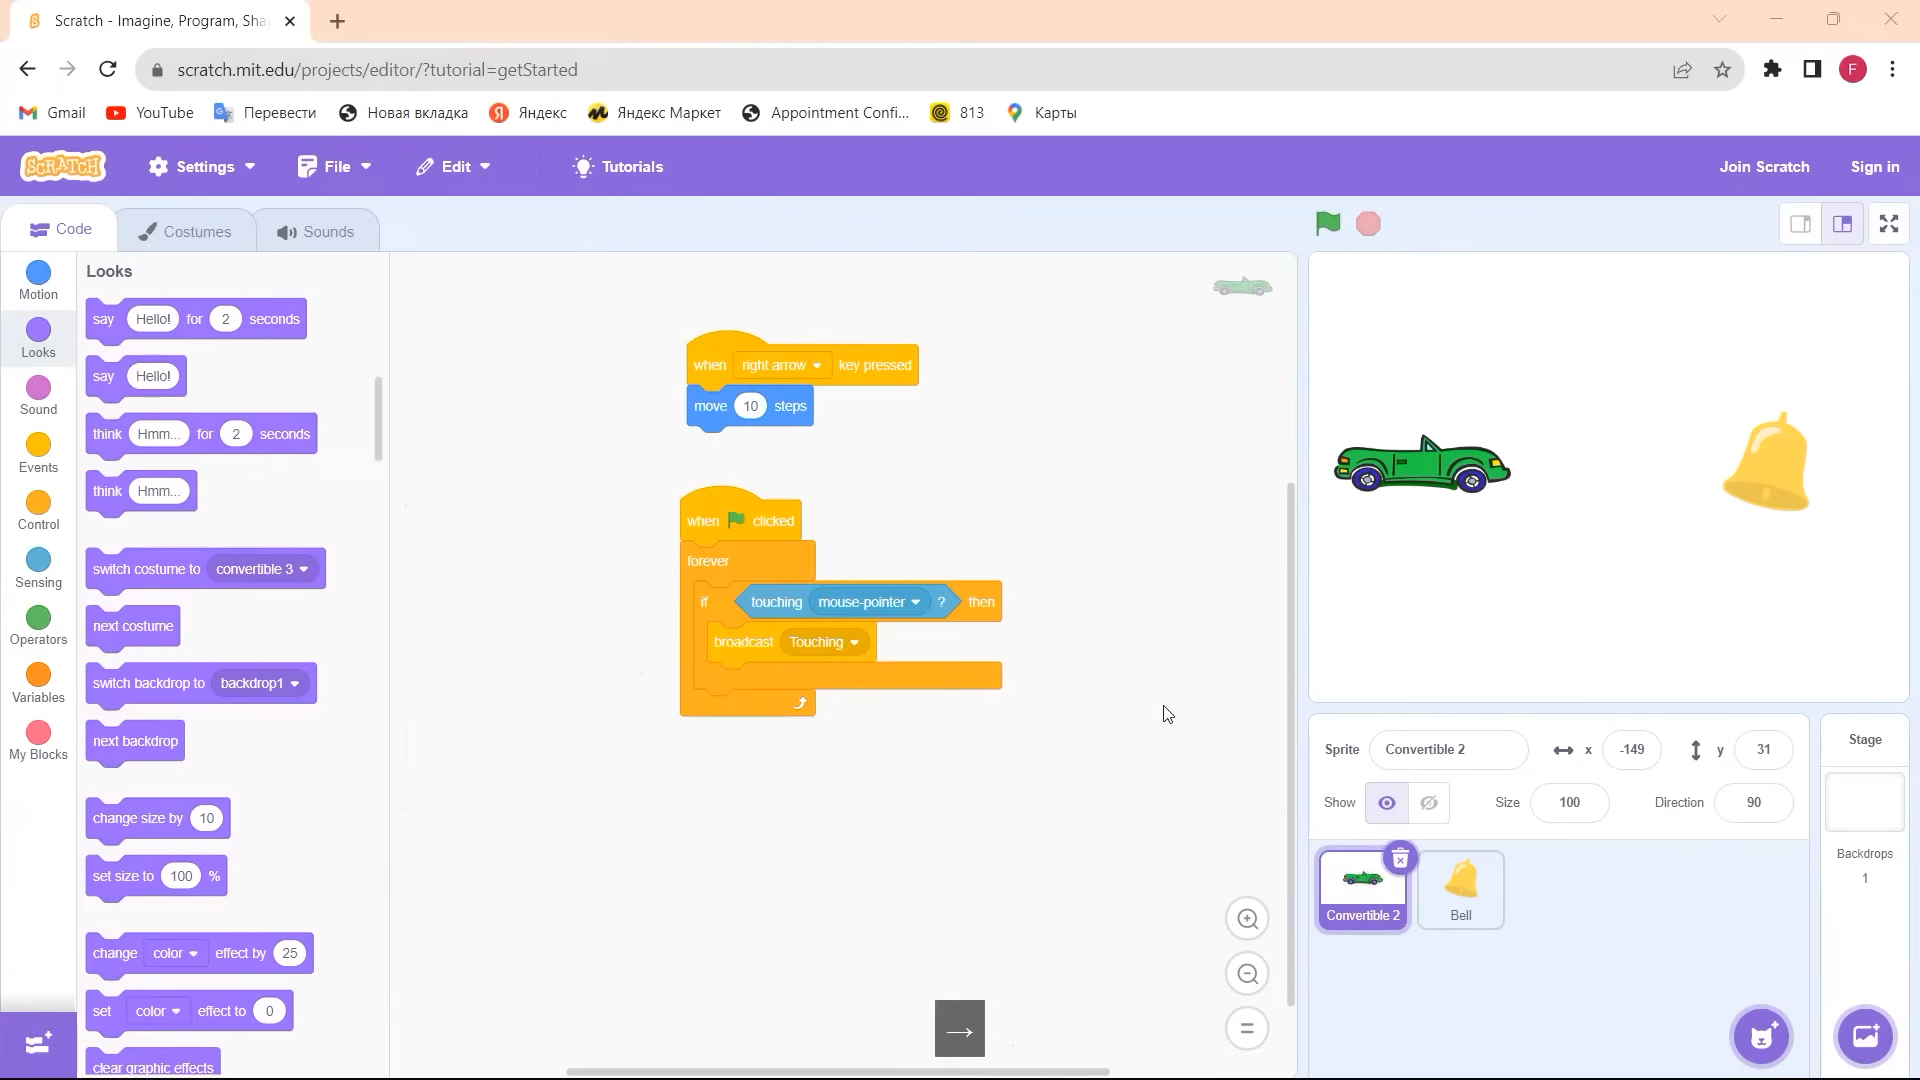 Scratch - Imagine, Program, Sha
scratch.mit.edu/projects/editor/?tutorial=getStarted
F
Gmail YouTube Перевести Новая вкладка Яндекс Яндекс Маркет Appointment Confi... 813 Карты
SCRATCH Settings File Edit Tutorials Join Scratch Sign in
Code Costumes Sounds
Motion
Looks
Sound
Events
Control
Sensing
Operators
Variables
My Blocks
Looks
say Hello! for 2 seconds
say Hello!
think Hmm... for 2 seconds
think Hmm...
switch costume to convertible 3
next costume
switch backdrop to backdrop1
next backdrop
change size by 10
set size to 100 %
change color effect by 25
set color effect to 0
clear graphic effects
when right arrow key pressed
move 10 steps
when clicked
forever
if touching mouse-pointer ? then
broadcast Touching
→
Sprite Convertible 2 x -149 y 31
Show Size 100 Direction 90
Convertible 2
Bell
Stage
Backdrops
1